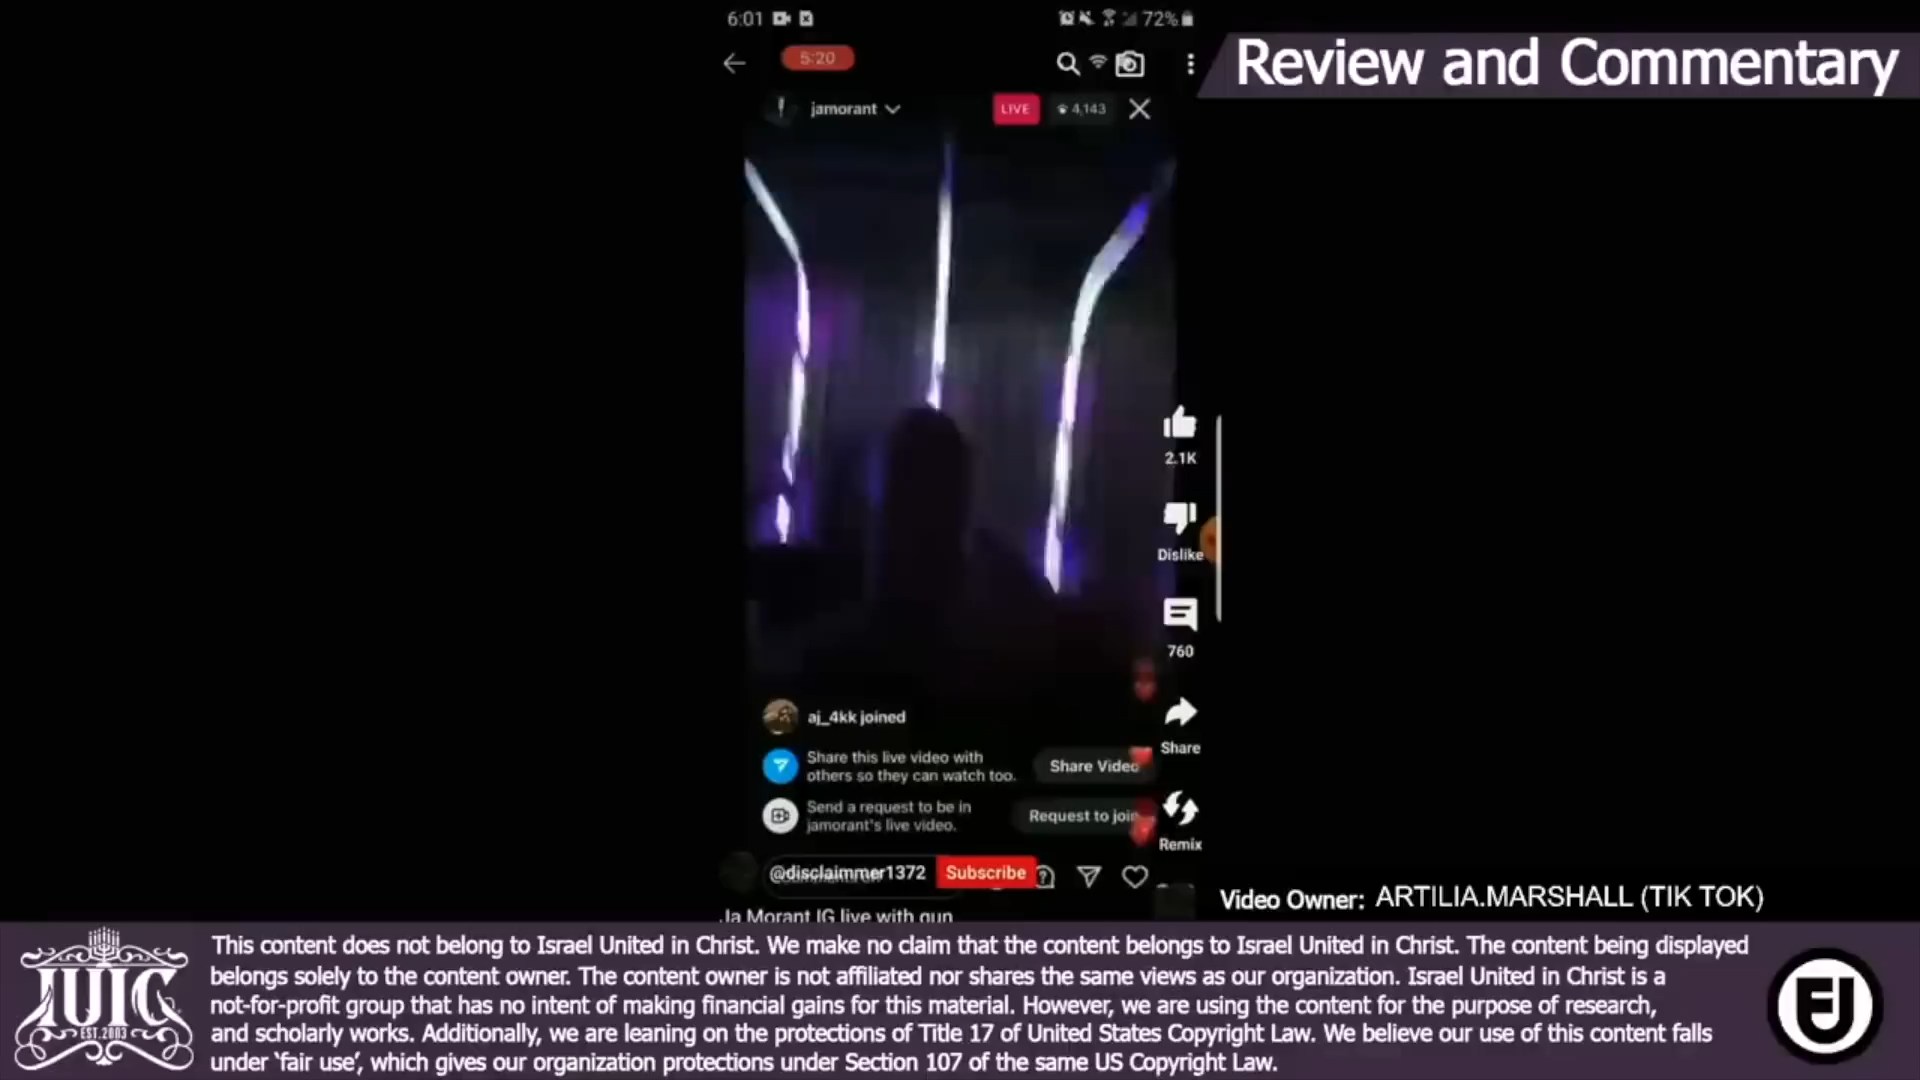 6:01
72%
Review and Commentary
5:20
jamorant
LIVE
4,143
2.1K
Dislike
760
aj_4kk joined
Share
Share this live video with
others so they can watch too.
Share Video
Send a request to be in
jamorant's live video.
Request to join
Remix
@disclaimmer1372
Subscribe
Ja Morant IG live with gun
Video Owner: ARTILIA.MARSHALL (TIK TOK)
This content does not belong to Israel United in Christ. We make no claim that the content belongs to Israel United in Christ. The content being displayed
belongs solely to the content owner. The content owner is not affiliated nor shares the same views as our organization. Israel United in Christ is a
not-for-profit group that has no intent of making financial gains for this material. However, we are using the content for the purpose of research,
and scholarly works. Additionally, we are leaning on the protections of Title 17 of United States Copyright Law. We believe our use of this content falls
under ‘fair use’, which gives our organization protections under Section 107 of the same US Copyright Law.
IUIC
EST. 2003